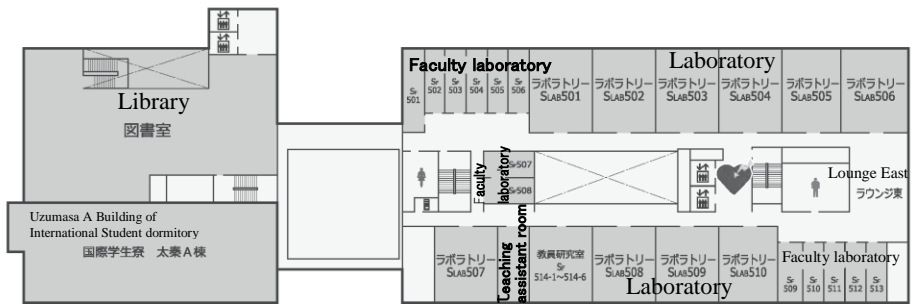 Faculty laboratory
Laboratory
Sr
501
Sr
502
Sr
503
Sr
504
Sr
505
Sr
506
ラボラトリー
SLAB501
ラボラトリー
SLAB502
ラボラトリー
SLAB503
ラボラトリー
SLAB504
ラボラトリー
SLAB505
ラボラトリー
SLAB506
Library
図書室
Faculty
laboratory
Sr507
Sr508
Lounge East
ラウンジ東
Uzumasa A Building of
International Student dormitory
国際学生寮 太秦A棟
ラボラトリー
SLAB507
Teaching
assistant room
教員研究室
Sr
514-1~514-6
ラボラトリー
SLAB508
ラボラトリー
SLAB509
ラボラトリー
SLAB510
Laboratory
Faculty laboratory
Sr
509
Sr
510
Sr
511
Sr
512
Sr
513